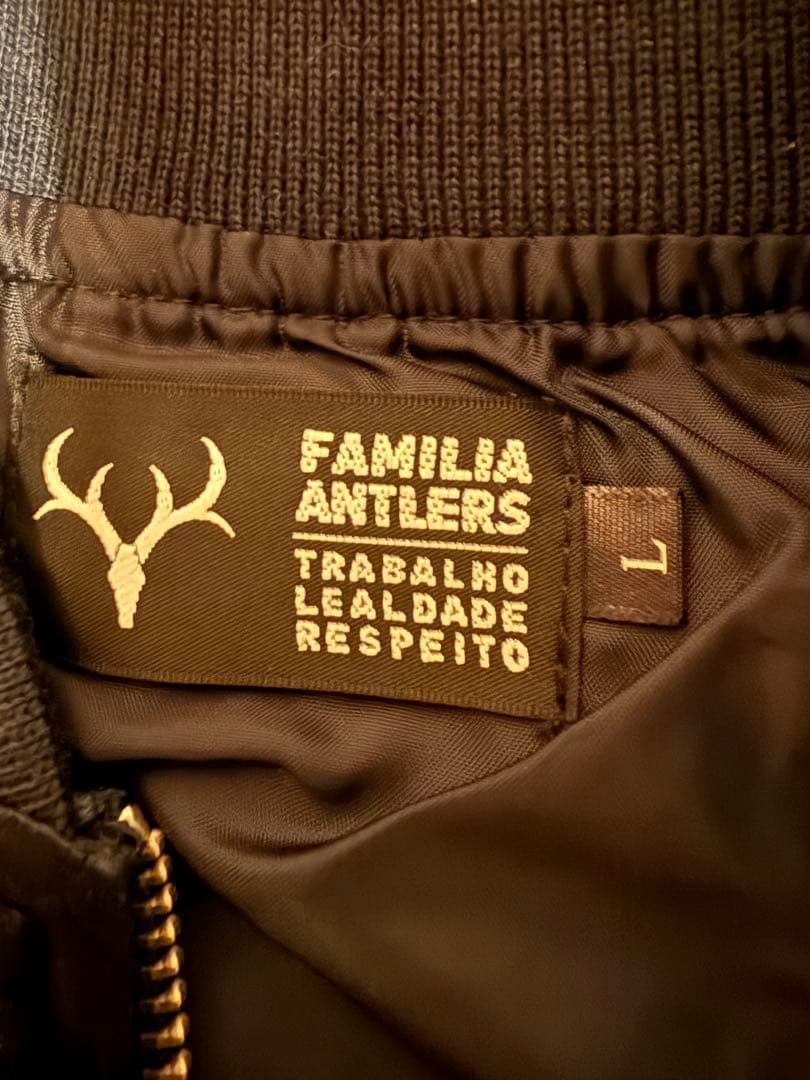 FAMILIA
ANTLERS
TRABALHO
LEALDADE
RESPEITO
L